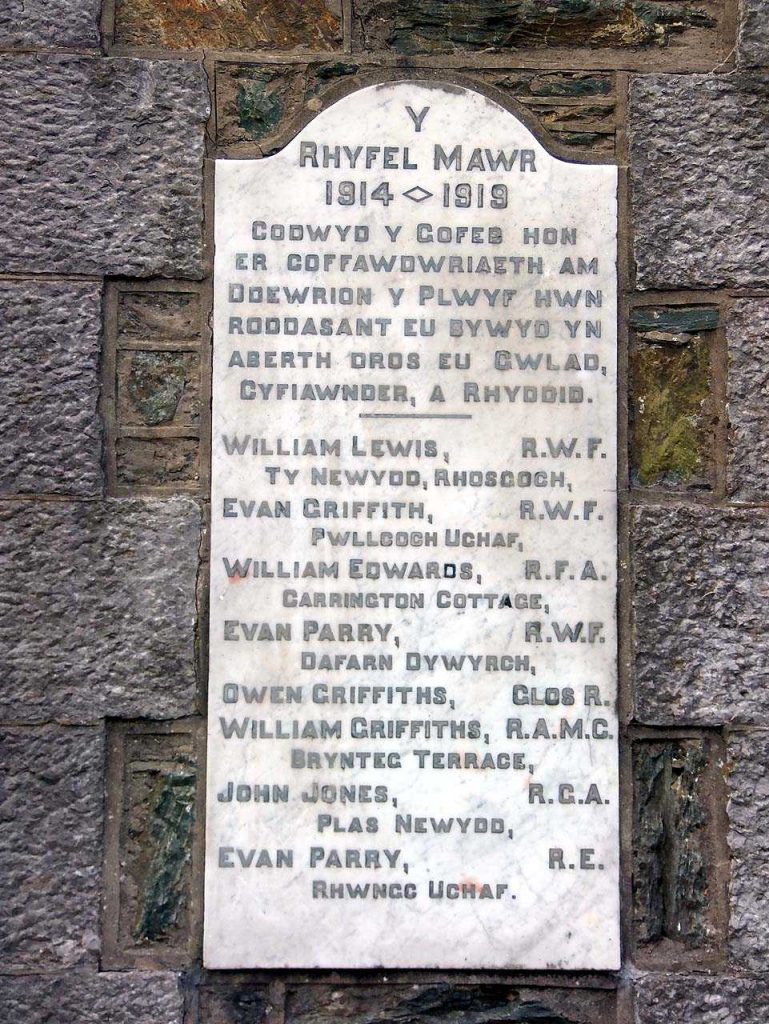 Y
RHYFEL MAWR
1914 ◇ 1919
CODWYD Y GOFEB HON
ER COFFAWDWRIAETH AM
DDEWRION Y PLWYF HWN
RODDASANT EU BYWYD YN
ABERTH DROS EU GWLAD,
CYFIAWNDER, A RHYDDID.
WILLIAM LEWIS, R.W.F.
TY NEWYDD, RHOSGOCH,
EVAN GRIFFITH, R.W.F.
PWLLCOCH UCHAF,
WILLIAM EDWARDS, R.F.A.
CARRINGTON COTTAGE,
EVAN PARRY, R.W.F.
DAFARN DYWYRCH,
OWEN GRIFFITHS, GLOS R.
WILLIAM GRIFFITHS, R.A.M.C.
BRYNTEG TERRACE,
JOHN JONES, R.G.A.
PLAS NEWYDD,
EVAN PARRY, R.E.
RHWNGC UCHAF.